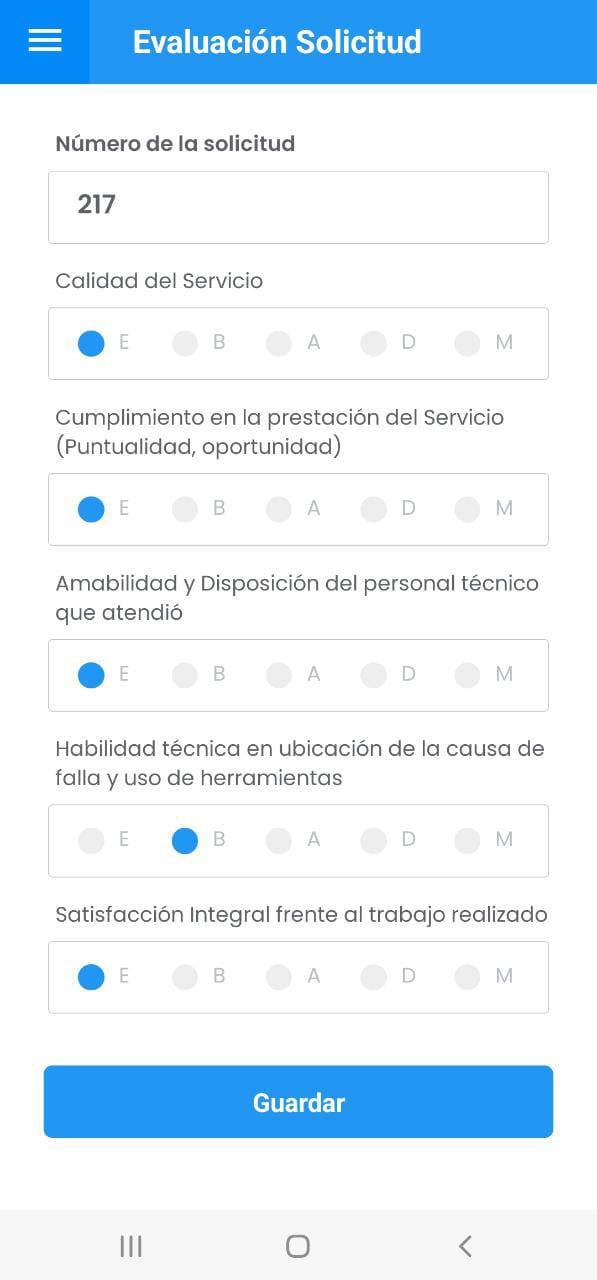 Evaluación Solicitud
Número de la solicitud
217
Calidad del Servicio
E B A D M
Cumplimiento en la prestación del Servicio
(Puntualidad, oportunidad)
E B A D M
Amabilidad y Disposición del personal técnico
que atendió
E B A D M
Habilidad técnica en ubicación de la causa de
falla y uso de herramientas
E B A D M
Satisfacción Integral frente al trabajo realizado
E B A D M
Guardar